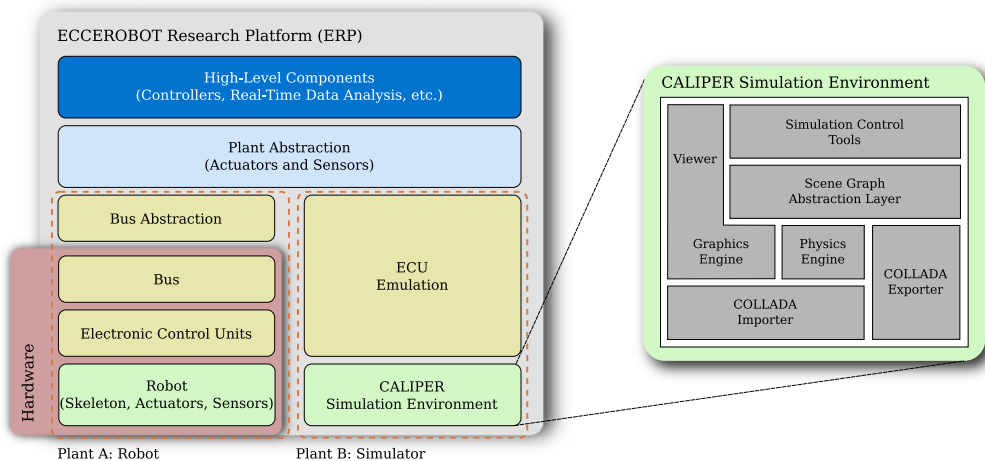 ECCEROBOT Research Platform (ERP)
High-Level Components
(Controllers, Real-Time Data Analysis, etc.)
Plant Abstraction
(Actuators and Sensors)
Bus Abstraction
Bus
Electronic Control Units
Robot
(Skeleton, Actuators, Sensors)
Hardware
Plant A: Robot
ECU
Emulation
CALIPER
Simulation Environment
Plant B: Simulator
CALIPER Simulation Environment
Viewer
Simulation Control
Tools
Scene Graph
Abstraction Layer
Graphics
Engine
Physics
Engine
COLLADA
Exporter
COLLADA
Importer